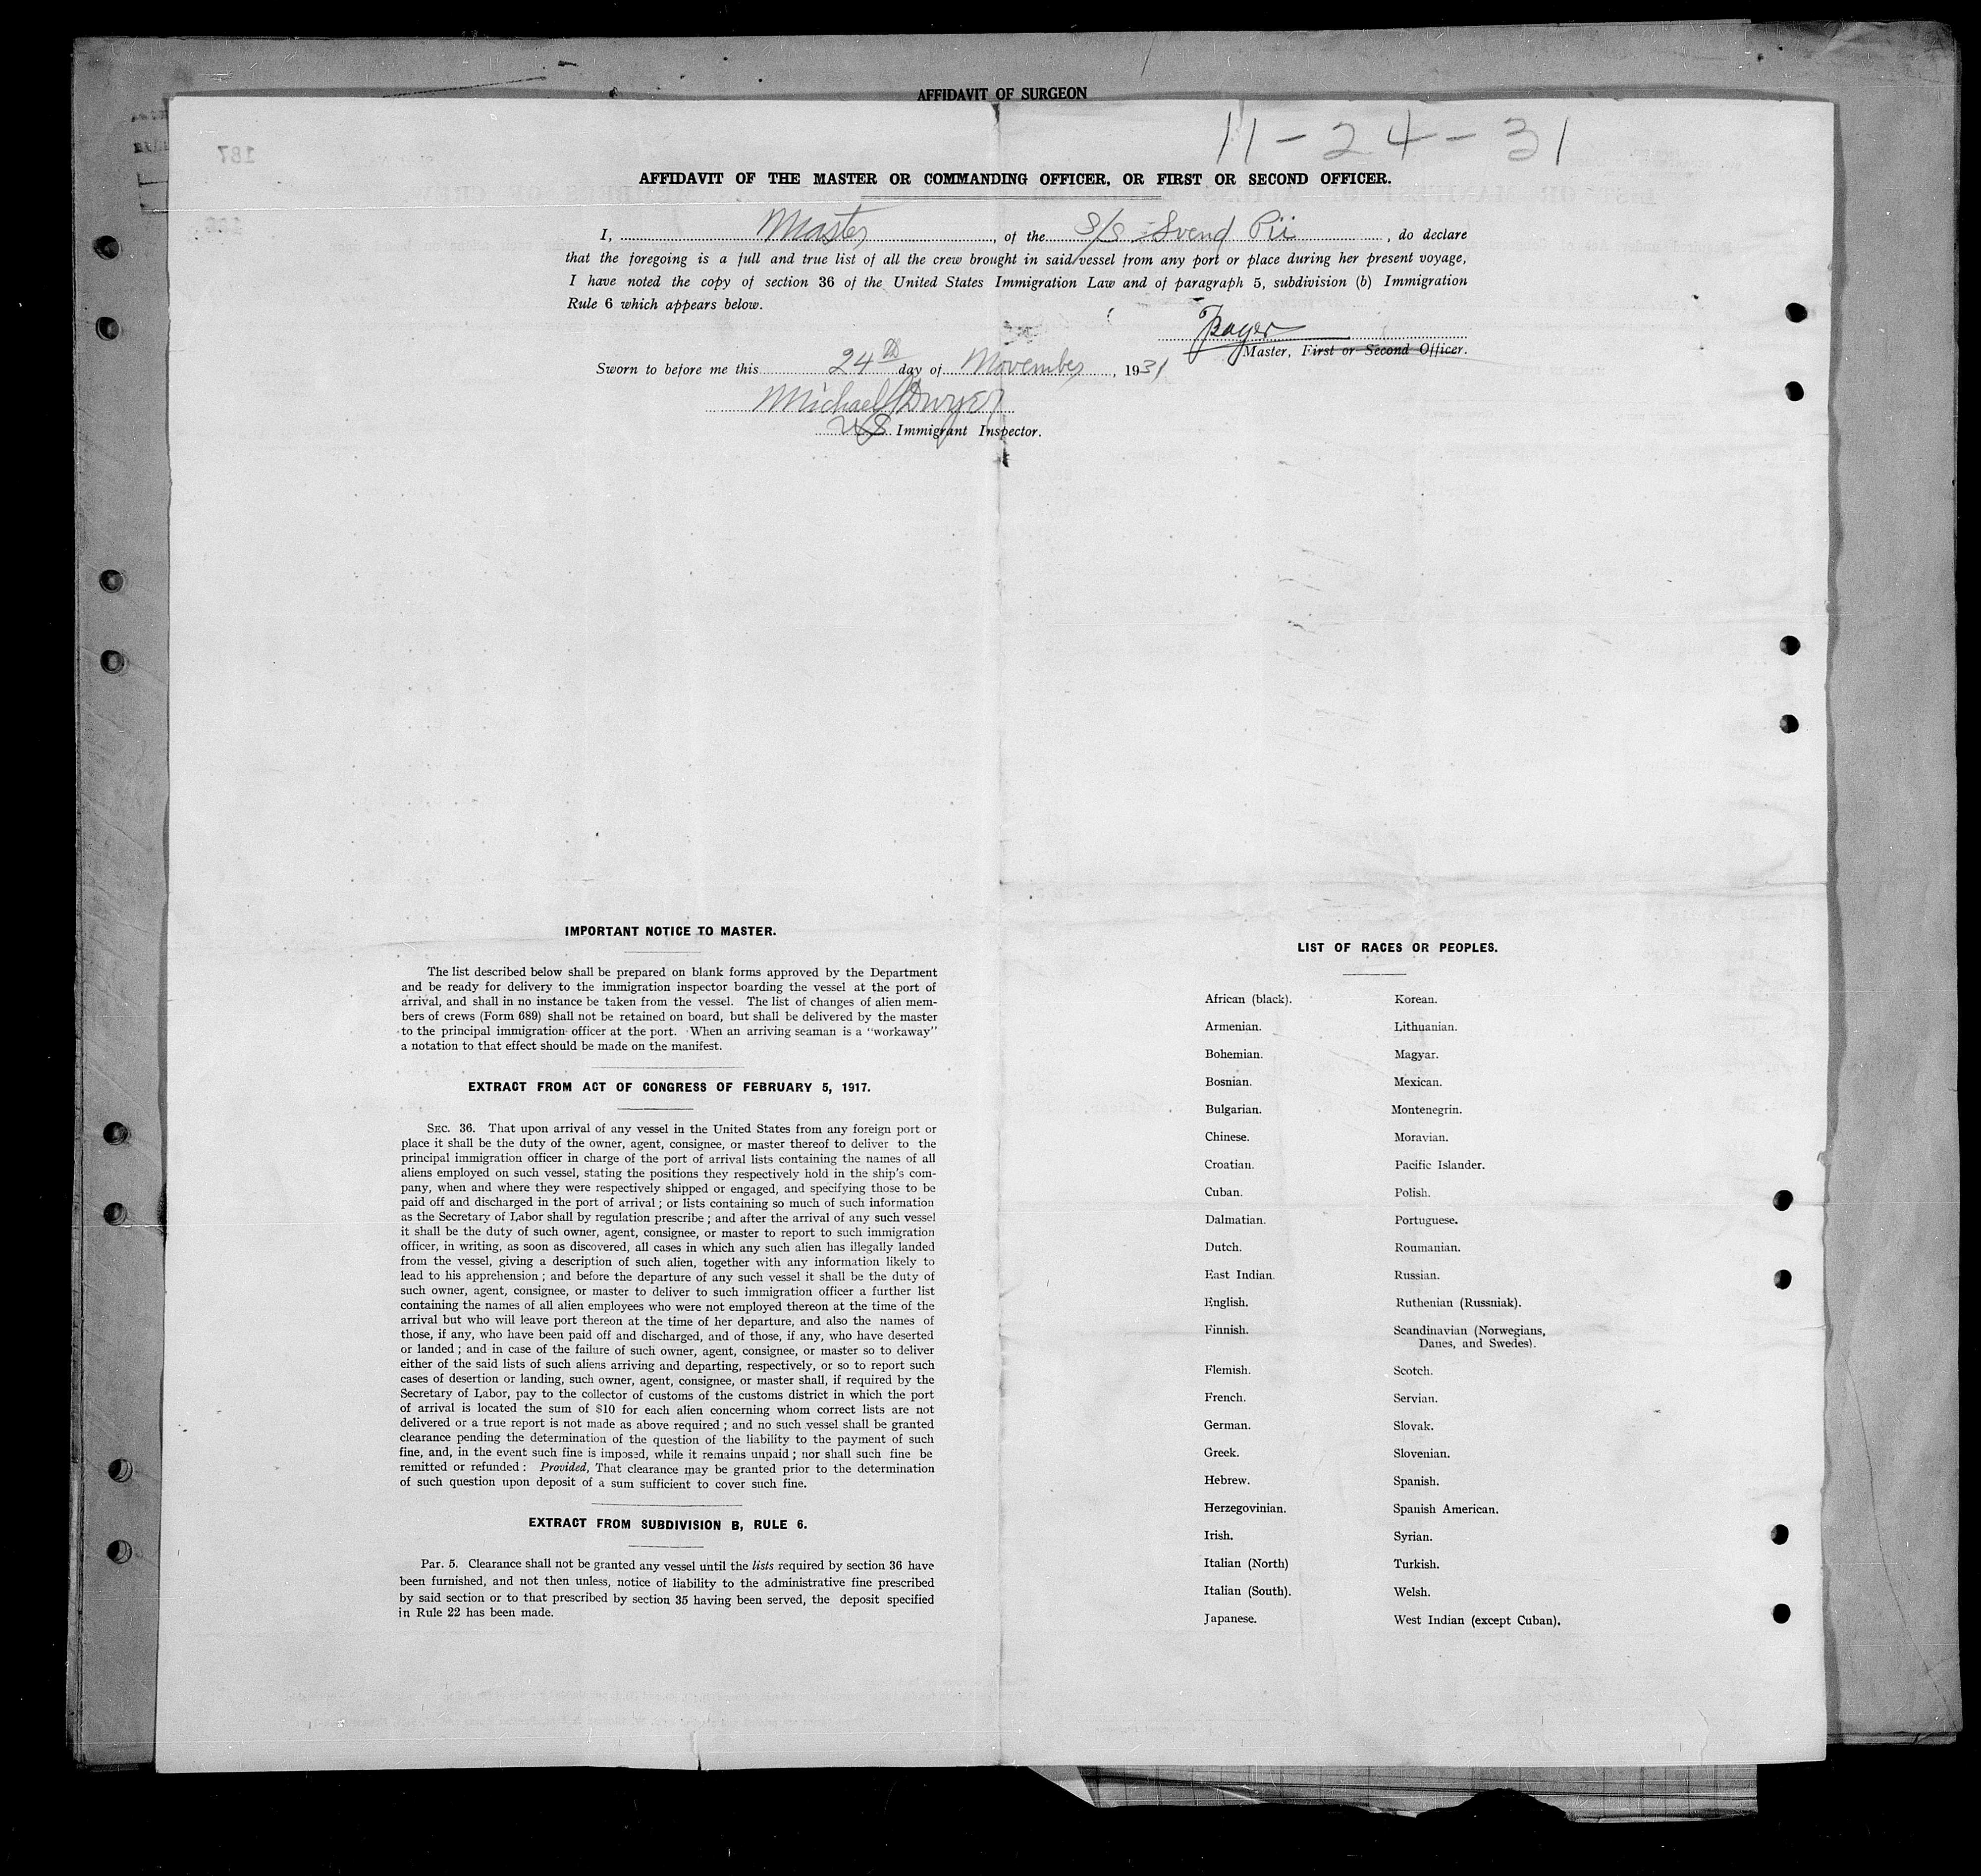 AFFIDAVIT OF SURGEON
11-24-31
187
AFFIDAVIT OF THE MASTER OR COMMANDING OFFICER, OR FIRST OR SECOND OFFICER.
I, Master, of the S/S Svend Pii, do declare
that the foregoing is a full and true list of all the crew brought in said vessel from any port or place during her present voyage,
I have noted the copy of section 36 of the United States Immigration Law and of paragraph 5, subdivision (b) Immigration
Rule 6 which appears below.
Master, First or Second Officer.
Sworn to before me this 24th day of November, 1931
Michael Dwyer
US Immigrant Inspector.
IMPORTANT NOTICE TO MASTER.
The list described below shall be prepared on blank forms approved by the Department
and be ready for delivery to the immigration inspector boarding the vessel at the port of
arrival, and shall in no instance be taken from the vessel. The list of changes of alien mem-
bers of crews (Form 689) shall not be retained on board, but shall be delivered by the master
to the principal immigration officer at the port. When an arriving seaman is a "workaway"
a notation to that effect should be made on the manifest.
EXTRACT FROM ACT OF CONGRESS OF FEBRUARY 5, 1917.
SEC. 36. That upon arrival of any vessel in the United States from any foreign port or
place it shall be the duty of the owner, agent, consignee, or master thereof to deliver to the
principal immigration officer in charge of the port of arrival lists containing the names of all
aliens employed on such vessel, stating the positions they respectively hold in the ship's com-
pany, when and where they were respectively shipped or engaged, and specifying those to be
paid off and discharged in the port of arrival; or lists containing so much of such information
as the Secretary of Labor shall by regulation prescribe; and after the arrival of any such vessel
it shall be the duty of such owner, agent, consignee, or master to report to such immigration
officer, in writing, as soon as discovered, all cases in which any such alien has illegally landed
from the vessel, giving a description of such alien, together with any information likely to
lead to his apprehension; and before the departure of any such vessel it shall be the duty of
such owner, agent, consignee, or master to deliver to such immigration officer a further list
containing the names of all alien employees who were not employed thereon at the time of the
arrival but who will leave port thereon at the time of her departure, and also the names of
those, if any, who have been paid off and discharged, and of those, if any, who have deserted
or landed; and in case of the failure of such owner, agent, consignee, or master so to deliver
either of the said lists of such aliens arriving and departing, respectively, or so to report such
cases of desertion or landing, such owner, agent, consignee, or master shall, if required by the
Secretary of Labor, pay to the collector of customs of the customs district in which the port
of arrival is located the sum of $10 for each alien concerning whom correct lists are not
delivered or a true report is not made as above required; and no such vessel shall be granted
clearance pending the determination of the question of the liability to the payment of such
fine, and, in the event such fine is imposed, while it remains unpaid; nor shall such fine be
remitted or refunded: Provided, That clearance may be granted prior to the determination
of such question upon deposit of a sum sufficient to cover such fine.
EXTRACT FROM SUBDIVISION B, RULE 6.
Par. 5. Clearance shall not be granted any vessel until the lists required by section 36 have
been furnished, and not then unless, notice of liability to the administrative fine prescribed
by said section or to that prescribed by section 35 having been served, the deposit specified
in Rule 22 has been made.
LIST OF RACES OR PEOPLES.
African (black). Korean.
Armenian. Lithuanian.
Bohemian. Magyar.
Bosnian. Mexican.
Bulgarian. Montenegrin.
Chinese. Moravian.
Croatian. Pacific Islander.
Cuban. Polish.
Dalmatian. Portuguese.
Dutch. Roumanian.
East Indian. Russian.
English. Ruthenian (Russniak).
Finnish. Scandinavian (Norwegians,
Danes, and Swedes).
Flemish. Scotch.
French. Servian.
German. Slovak.
Greek. Slovenian.
Hebrew. Spanish.
Herzegovinian. Spanish American.
Irish. Syrian.
Italian (North) Turkish.
Italian (South). Welsh.
Japanese. West Indian (except Cuban).